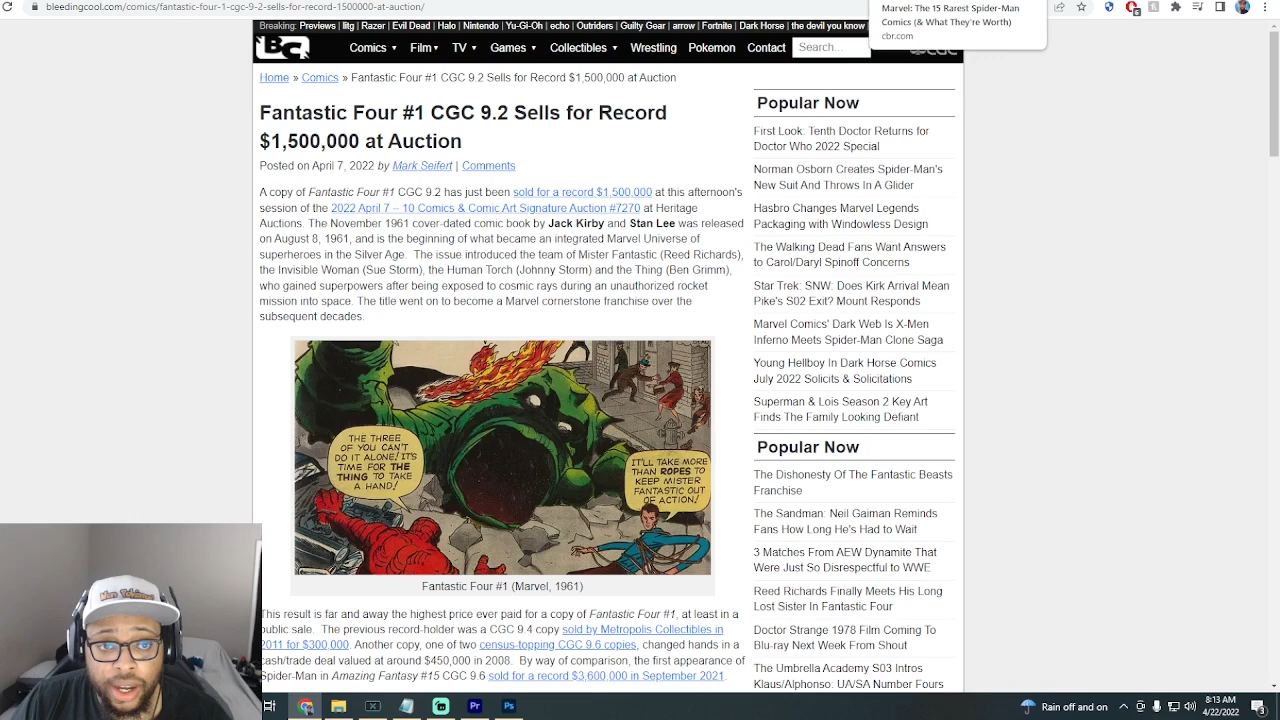 bleedingcool.com/comics/fantastic-four-1-cgc-9-2-sells-for-record-1500000-at-auction/
Marvel: The 15 Rarest Spider-Man
Comics (& What They're Worth)
cbr.com
Breaking: Previews | litg | Razer | Evil Dead | Halo | Nintendo | Yu-Gi-Oh | echo | Outriders | Guilty Gear | arrow | Fortnite | Dark Horse | the devil you know
BC
Comics Film TV Games Collectibles Wrestling Pokemon Contact Search...
CGC
Home » Comics » Fantastic Four #1 CGC 9.2 Sells for Record $1,500,000 at Auction
Fantastic Four #1 CGC 9.2 Sells for Record
$1,500,000 at Auction
Posted on April 7, 2022 by Mark Seifert | Comments
A copy of Fantastic Four #1 CGC 9.2 has just been sold for a record $1,500,000 at this afternoon's
session of the 2022 April 7 – 10 Comics & Comic Art Signature Auction #7270 at Heritage
Auctions. The November 1961 cover-dated comic book by Jack Kirby and Stan Lee was released
on August 8, 1961, and is the beginning of what became an integrated Marvel Universe of
superheroes in the Silver Age. The issue introduced the team of Mister Fantastic (Reed Richards),
the Invisible Woman (Sue Storm), the Human Torch (Johnny Storm) and the Thing (Ben Grimm),
who gained superpowers after being exposed to cosmic rays during an unauthorized rocket
mission into space. The title went on to become a Marvel cornerstone franchise over the
subsequent decades.
THE THREE
OF YOU CAN'T
DO IT ALONE! IT'S
TIME FOR THE
THING TO TAKE
A HAND!
IT'LL TAKE MORE
THAN ROPES TO
KEEP MISTER
FANTASTIC OUT
OF ACTION!
Fantastic Four #1 (Marvel, 1961)
This result is far and away the highest price ever paid for a copy of Fantastic Four #1, at least in a
public sale. The previous record-holder was a CGC 9.4 copy sold by Metropolis Collectibles in
2011 for $300,000. Another copy, one of two census-topping CGC 9.6 copies, changed hands in a
cash/trade deal valued at around $450,000 in 2008. By way of comparison, the first appearance of
Spider-Man in Amazing Fantasy #15 CGC 9.6 sold for a record $3,600,000 in September 2021.
Popular Now
First Look: Tenth Doctor Returns for
Doctor Who 2022 Special
Norman Osborn Creates Spider-Man's
New Suit And Throws In A Glider
Hasbro Changes Marvel Legends
Packaging with Windowless Design
The Walking Dead Fans Want Answers
to Carol/Daryl Spinoff Concerns
Star Trek: SNW: Does Kirk Arrival Mean
Pike's S02 Exit? Mount Responds
Marvel Comics' Dark Web Is X-Men
Inferno Meets Spider-Man Clone Saga
Young Hellboy In Dark Horse Comics
July 2022 Solicits & Solicitations
Superman & Lois Season 2 Key Art
Finds The Family Looking Defiant
Popular Now
The Dishonesty Of The Fantastic Beasts
Franchise
The Sandman: Neil Gaiman Reminds
Fans How Long He's Had to Wait
3 Matches From AEW Dynamite That
Were Just So Disrespectful to WWE
Reed Richards Finally Meets His Long
Lost Sister In Fantastic Four
Doctor Strange 1978 Film Coming To
Blu-ray Next Week From Shout
The Umbrella Academy S03 Intros
Klaus/Alphonso: UA/SA Number Fours
Pr
Ps
Rain off and on
8:13 AM
4/22/2022